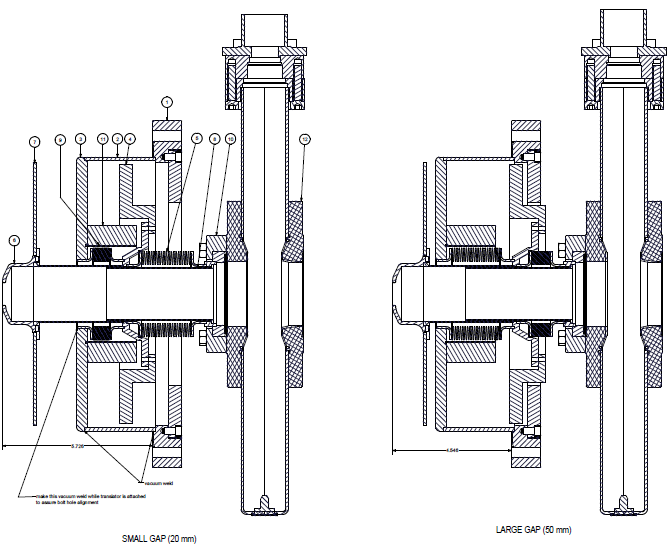 1
7
9
3
11
2
4
5
8
10
12
6
5.726
4.546
vacuum weld
make this vacuum weld while translator is attached
to assure bolt hole alignment
SMALL GAP (20 mm)
LARGE GAP (50 mm)